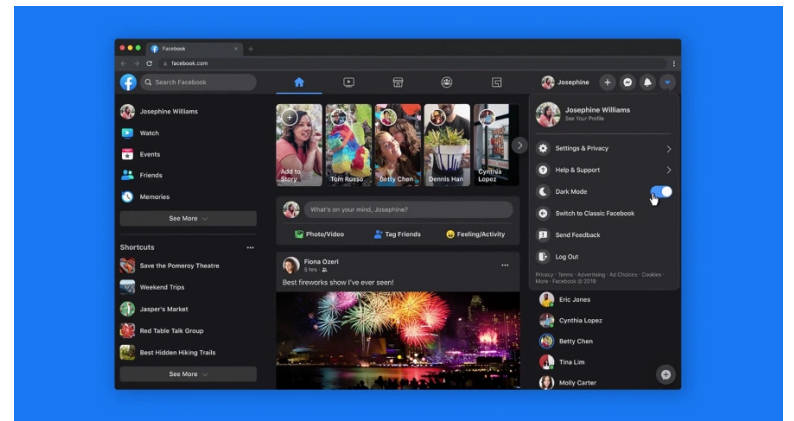 Facebook
facebook.com
Search Facebook
Josephine
Josephine Williams
Watch
Events
Friends
Memories
See More
Shortcuts
Save the Pomeroy Theatre
Weekend Trips
Jasper's Market
Red Table Talk Group
Best Hidden Hiking Trails
See More
Add to
Story
Tom Russo
Betty Chen
Dennis Han
Cynthia
Lopez
What's on your mind, Josephine?
Photo/Video
Tag Friends
Feeling/Activity
Fiona Ozeri
5 hrs
Best fireworks show I've ever seen!
Josephine Williams
See Your Profile
Settings & Privacy
Help & Support
Dark Mode
Switch to Classic Facebook
Send Feedback
Log Out
Privacy · Terms · Advertising · Ad Choices · Cookies ·
More · Facebook © 2019
Eric Jones
Cynthia Lopez
Betty Chen
Tina Lim
Molly Carter